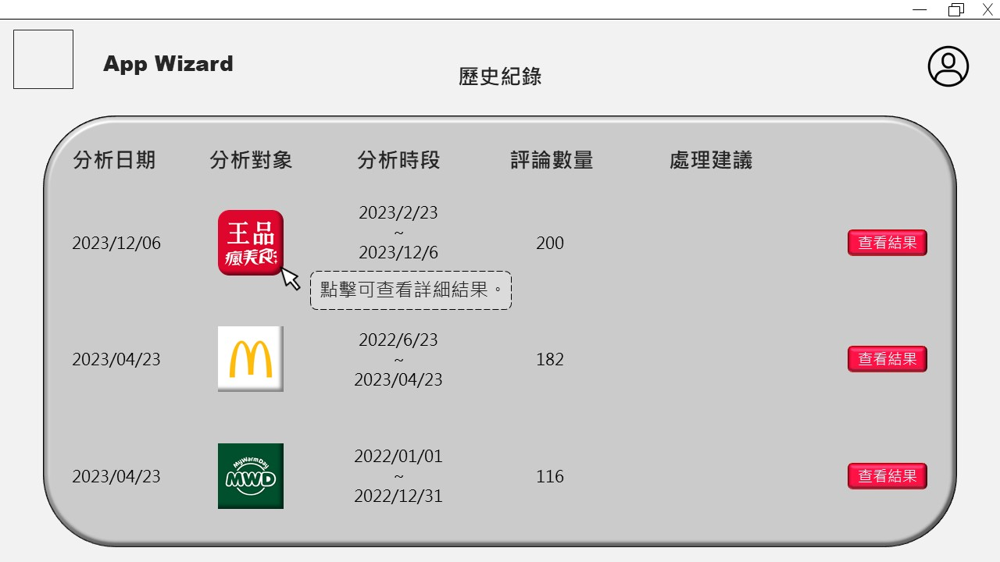 App Wizard
歷史紀錄
分析日期 分析對象 分析時段 評論數量 處理建議
2023/12/06
王品
瘋美食
2023/2/23
~
2023/12/6
200
查看結果
點擊可查看詳細結果。
2023/04/23
2022/6/23
~
2023/04/23
182
查看結果
2023/04/23
MyWarmDay
MWD
2022/01/01
~
2022/12/31
116
查看結果